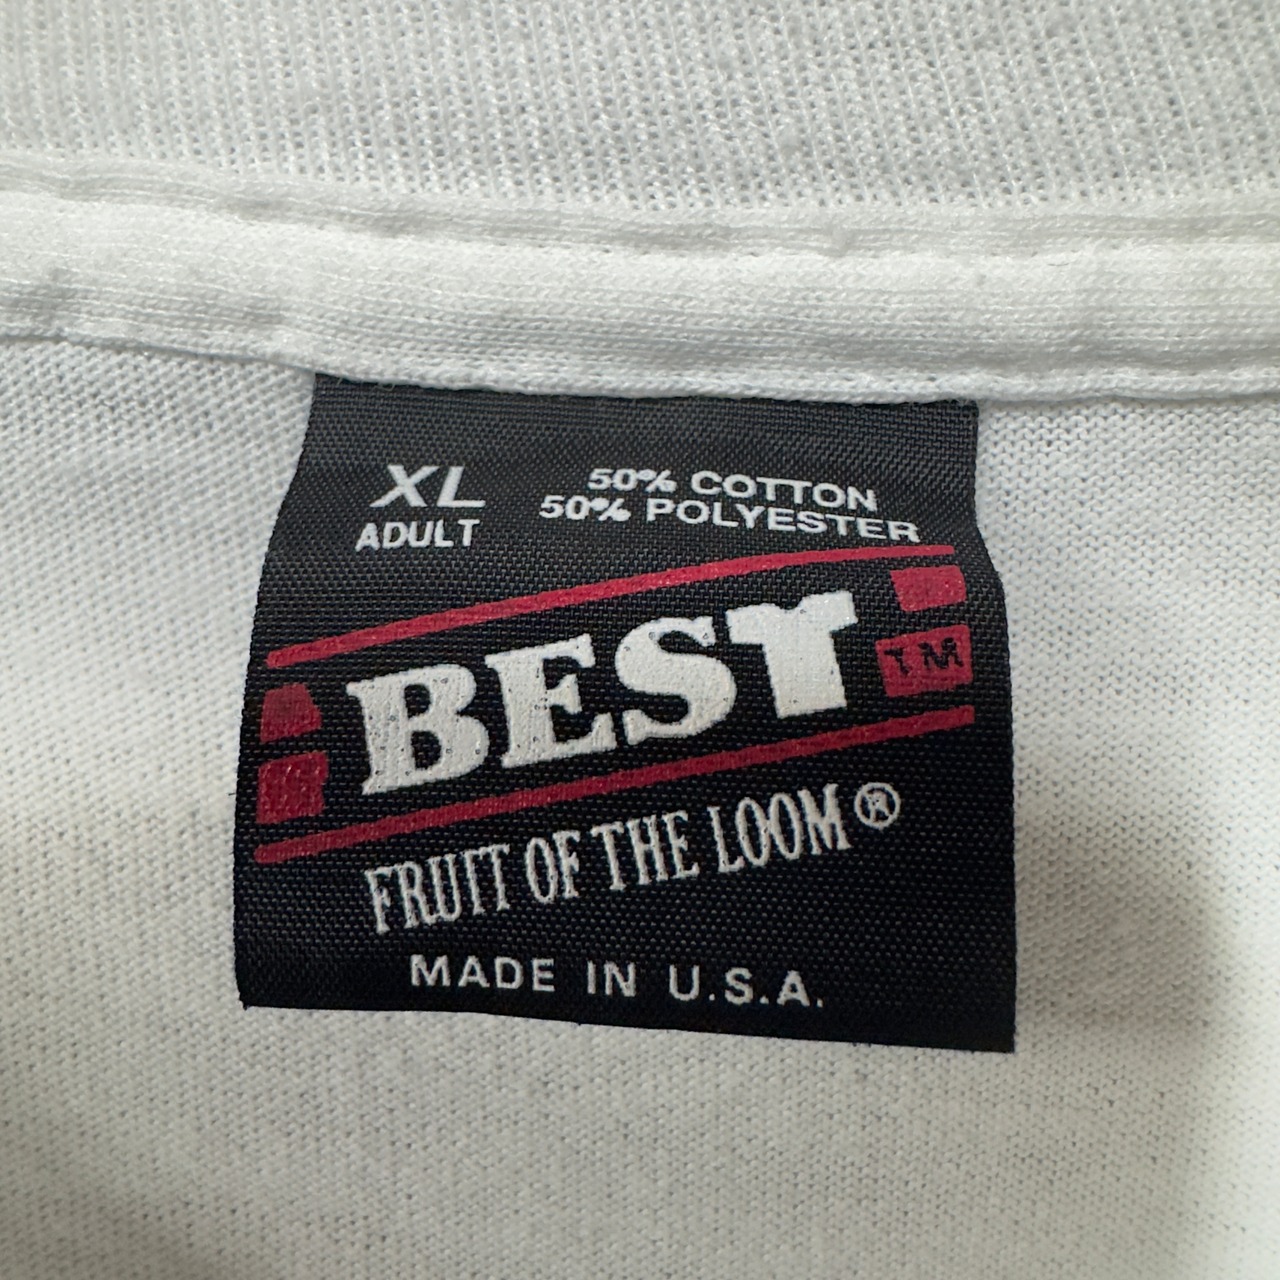 XL
ADULT
50% COTTON
50% POLYESTER
BEST
TM
FRUIT OF THE LOOM®
MADE IN U.S.A.